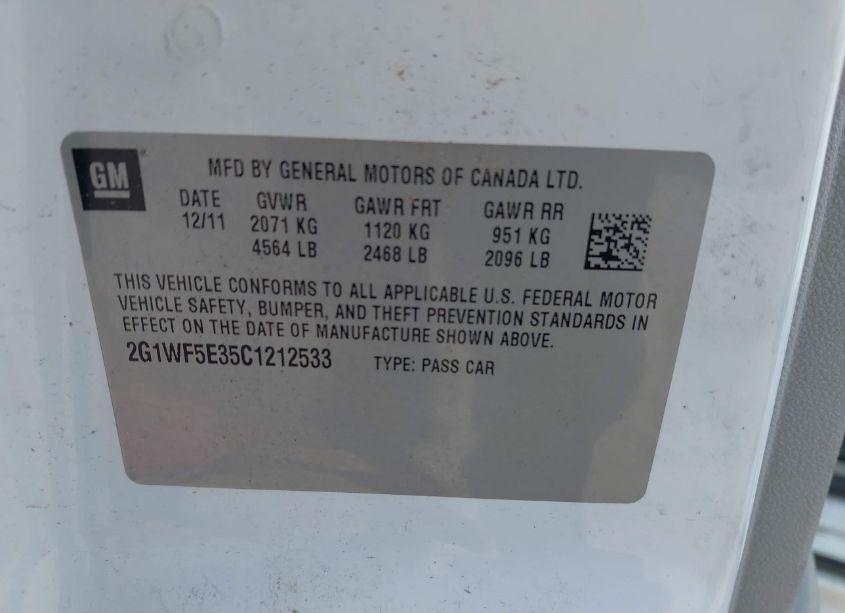 GM
MFD BY GENERAL MOTORS OF CANADA LTD.
DATE GVWR GAWR FRT GAWR RR
12/11 2071 KG 1120 KG 951 KG
4564 LB 2468 LB 2096 LB
THIS VEHICLE CONFORMS TO ALL APPLICABLE U.S. FEDERAL MOTOR
VEHICLE SAFETY, BUMPER, AND THEFT PREVENTION STANDARDS IN
EFFECT ON THE DATE OF MANUFACTURE SHOWN ABOVE.
2G1WF5E35C1212533 TYPE: PASS CAR